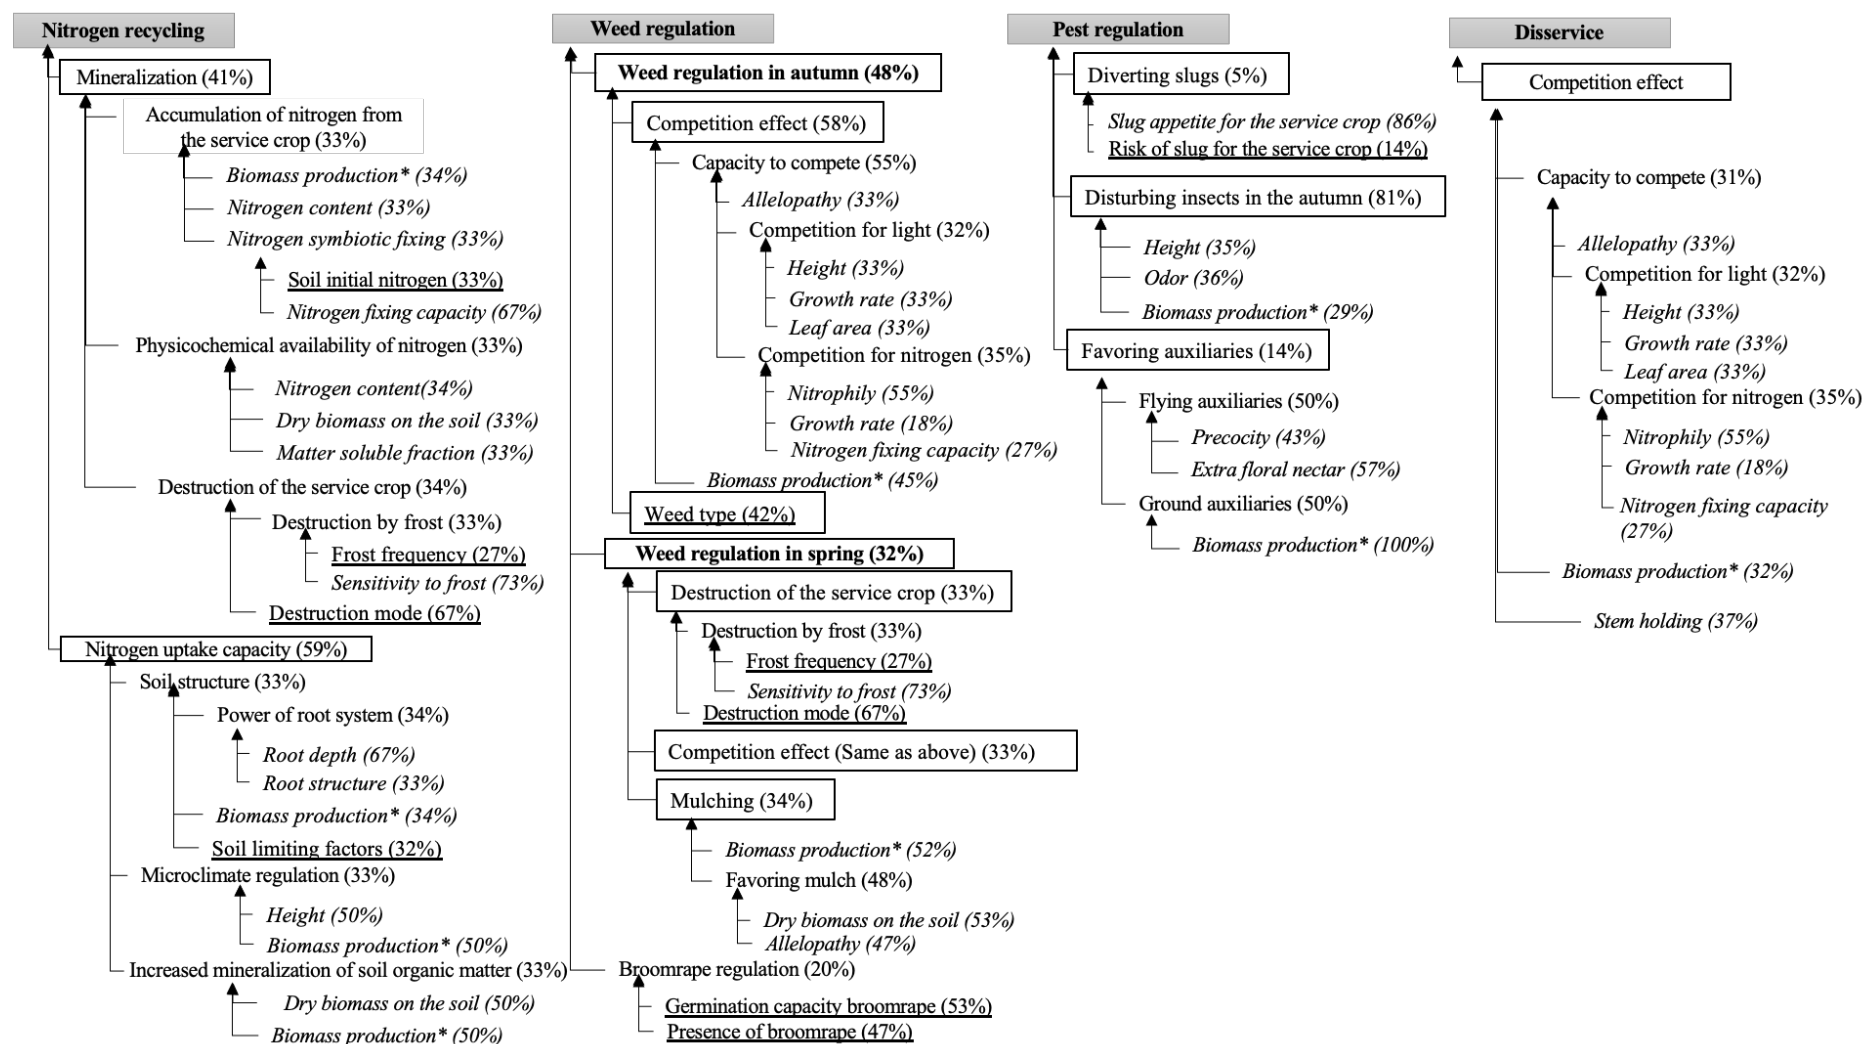 Nitrogen recycling
Mineralization (41%)
Accumulation of nitrogen from
the service crop (33%)
Biomass production* (34%)
Nitrogen content (33%)
Nitrogen symbiotic fixing (33%)
Soil initial nitrogen (33%)
Nitrogen fixing capacity (67%)
Physicochemical availability of nitrogen (33%)
Nitrogen content(34%)
Dry biomass on the soil (33%)
Matter soluble fraction (33%)
Destruction of the service crop (34%)
Destruction by frost (33%)
Frost frequency (27%)
Sensitivity to frost (73%)
Destruction mode (67%)
Nitrogen uptake capacity (59%)
Soil structure (33%)
Power of root system (34%)
Root depth (67%)
Root structure (33%)
Biomass production* (34%)
Soil limiting factors (32%)
Microclimate regulation (33%)
Height (50%)
Biomass production* (50%)
Increased mineralization of soil organic matter (33%)
Dry biomass on the soil (50%)
Biomass production* (50%)
Weed regulation
Weed regulation in autumn (48%)
Competition effect (58%)
Capacity to compete (55%)
Allelopathy (33%)
Competition for light (32%)
Height (33%)
Growth rate (33%)
Leaf area (33%)
Competition for nitrogen (35%)
Nitrophily (55%)
Growth rate (18%)
Nitrogen fixing capacity (27%)
Biomass production* (45%)
Weed type (42%)
Weed regulation in spring (32%)
Destruction of the service crop (33%)
Destruction by frost (33%)
Frost frequency (27%)
Sensitivity to frost (73%)
Destruction mode (67%)
Competition effect (Same as above) (33%)
Mulching (34%)
Biomass production* (52%)
Favoring mulch (48%)
Dry biomass on the soil (53%)
Allelopathy (47%)
Broomrape regulation (20%)
Germination capacity broomrape (53%)
Presence of broomrape (47%)
Pest regulation
Diverting slugs (5%)
Slug appetite for the service crop (86%)
Risk of slug for the service crop (14%)
Disturbing insects in the autumn (81%)
Height (35%)
Odor (36%)
Biomass production* (29%)
Favoring auxiliaries (14%)
Flying auxiliaries (50%)
Precocity (43%)
Extra floral nectar (57%)
Ground auxiliaries (50%)
Biomass production* (100%)
Disservice
Competition effect
Capacity to compete (31%)
Allelopathy (33%)
Competition for light (32%)
Height (33%)
Growth rate (33%)
Leaf area (33%)
Competition for nitrogen (35%)
Nitrophily (55%)
Growth rate (18%)
Nitrogen fixing capacity
(27%)
Biomass production* (32%)
Stem holding (37%)